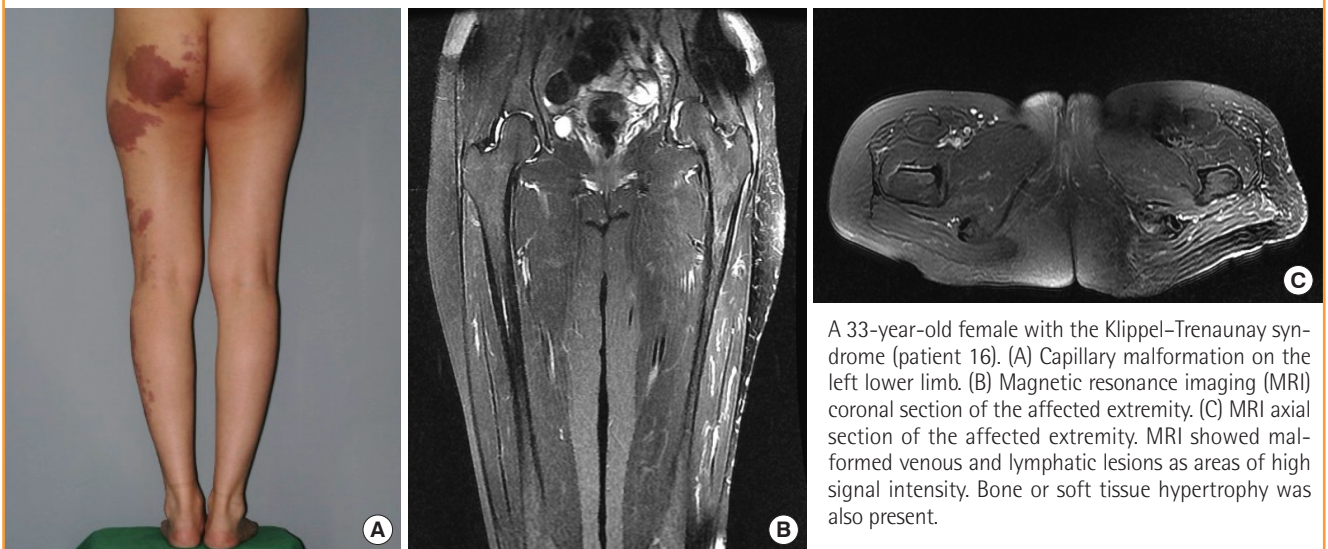 A
B
C
A 33-year-old female with the Klippel–Trenaunay syn-
drome (patient 16). (A) Capillary malformation on the
left lower limb. (B) Magnetic resonance imaging (MRI)
coronal section of the affected extremity. (C) MRI axial
section of the affected extremity. MRI showed mal-
formed venous and lymphatic lesions as areas of high
signal intensity. Bone or soft tissue hypertrophy was
also present.